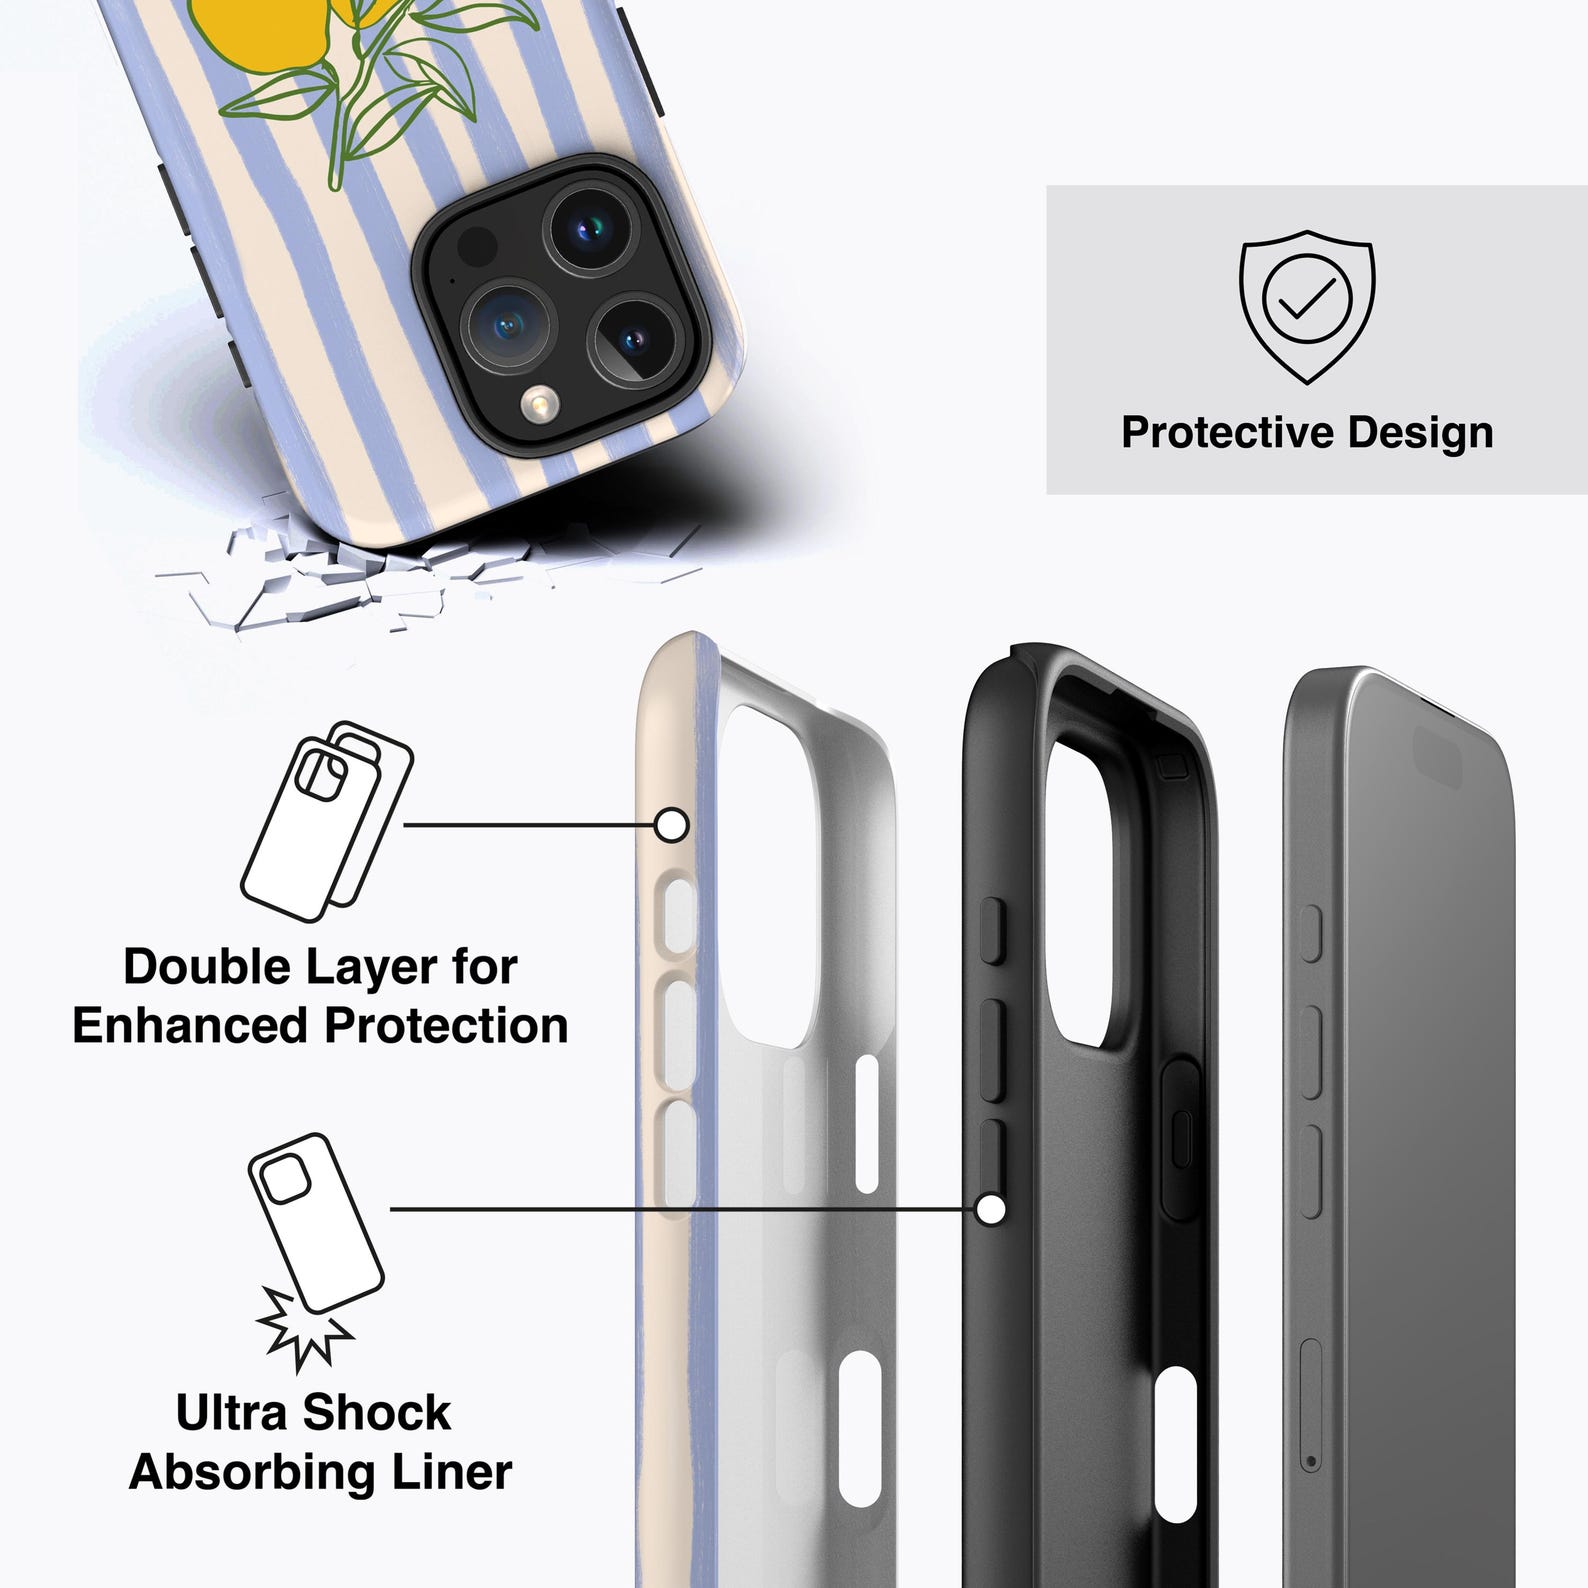 Protective Design
Double Layer for
Enhanced Protection
Ultra Shock
Absorbing Liner